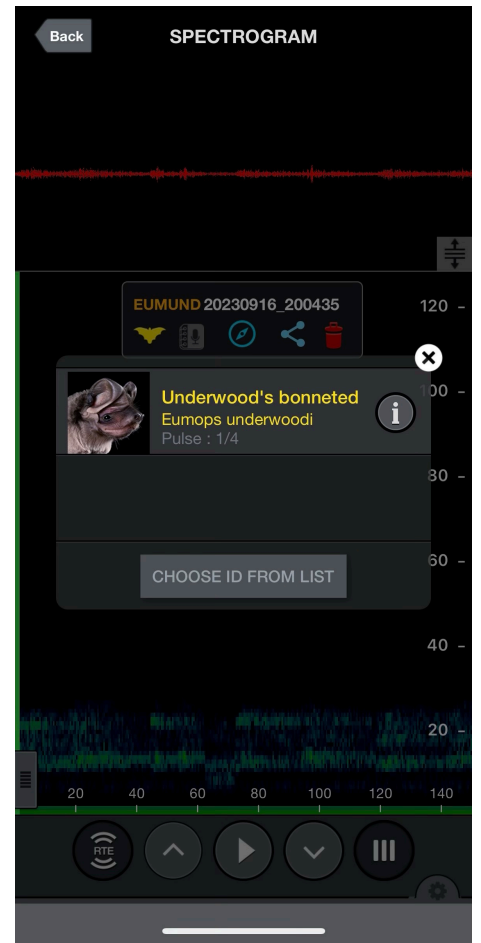 Back
SPECTROGRAM
EUMUND 20230916_200435
120
Underwood's bonneted
Eumops underwoodi
Pulse : 1/4
i
100
80
CHOOSE ID FROM LIST
60
40
20
20 40 60 80 100 120 140
RTE